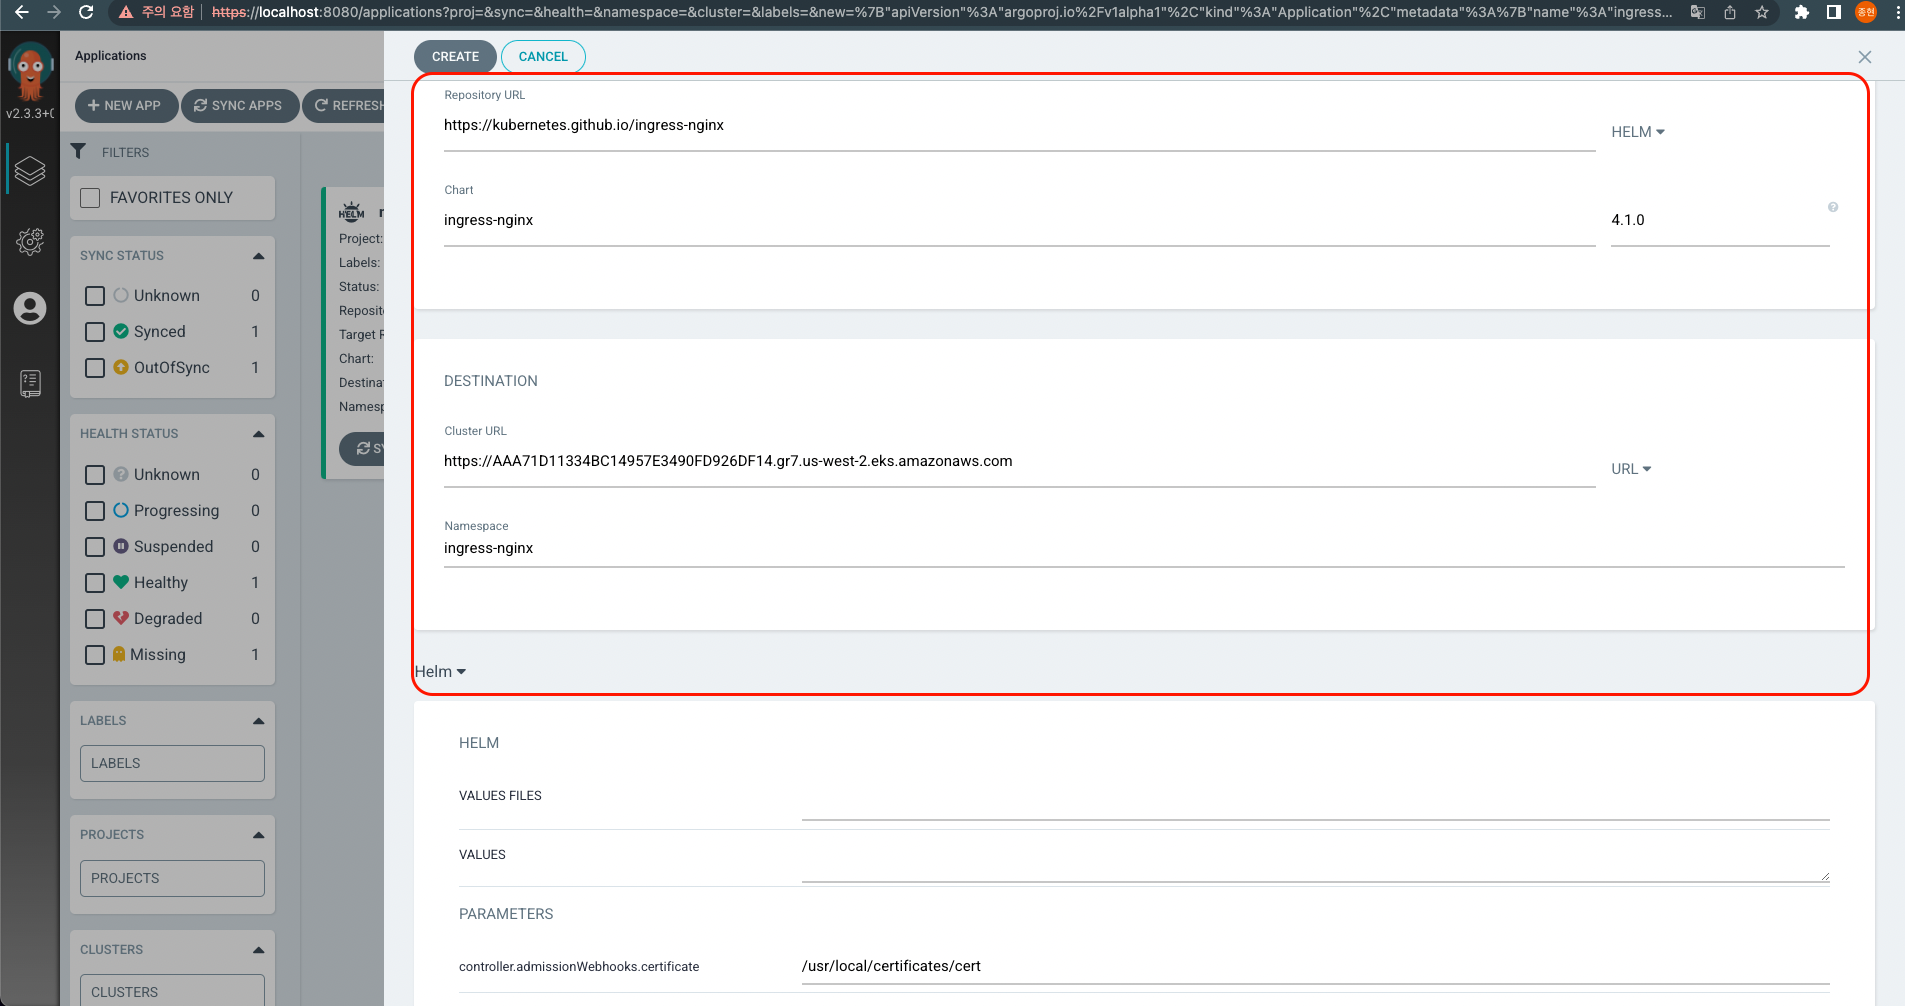 주의 요함 https://localhost:8080/applications?proj=&sync=&health=&namespace=&cluster=&labels=&new=%7B"apiVersion"%3A"argoproj.io%2Fv1alpha1"%2C"kind"%3A"Application"%2C"metadata"%3A%7B"name"%3A"ingress...
종현
v2.3.3+
Applications
NEW APP
SYNC APPS
REFRESH
FILTERS
FAVORITES ONLY
SYNC STATUS
Unknown 0
Synced 1
OutOfSync 1
HEALTH STATUS
Unknown 0
Progressing 0
Suspended 0
Healthy 1
Degraded 0
Missing 1
LABELS
LABELS
PROJECTS
PROJECTS
CLUSTERS
CLUSTERS
HELM
Project:
Labels:
Status:
Target
Chart:
CREATE
CANCEL
Repository URL
https://kubernetes.github.io/ingress-nginx
HELM
Chart
ingress-nginx
4.1.0
DESTINATION
Cluster URL
https://AAA71D11334BC14957E3490FD926DF14.gr7.us-west-2.eks.amazonaws.com
URL
Namespace
ingress-nginx
Helm
HELM
VALUES FILES
VALUES
PARAMETERS
controller.admissionWebhooks.certificate
/usr/local/certificates/cert